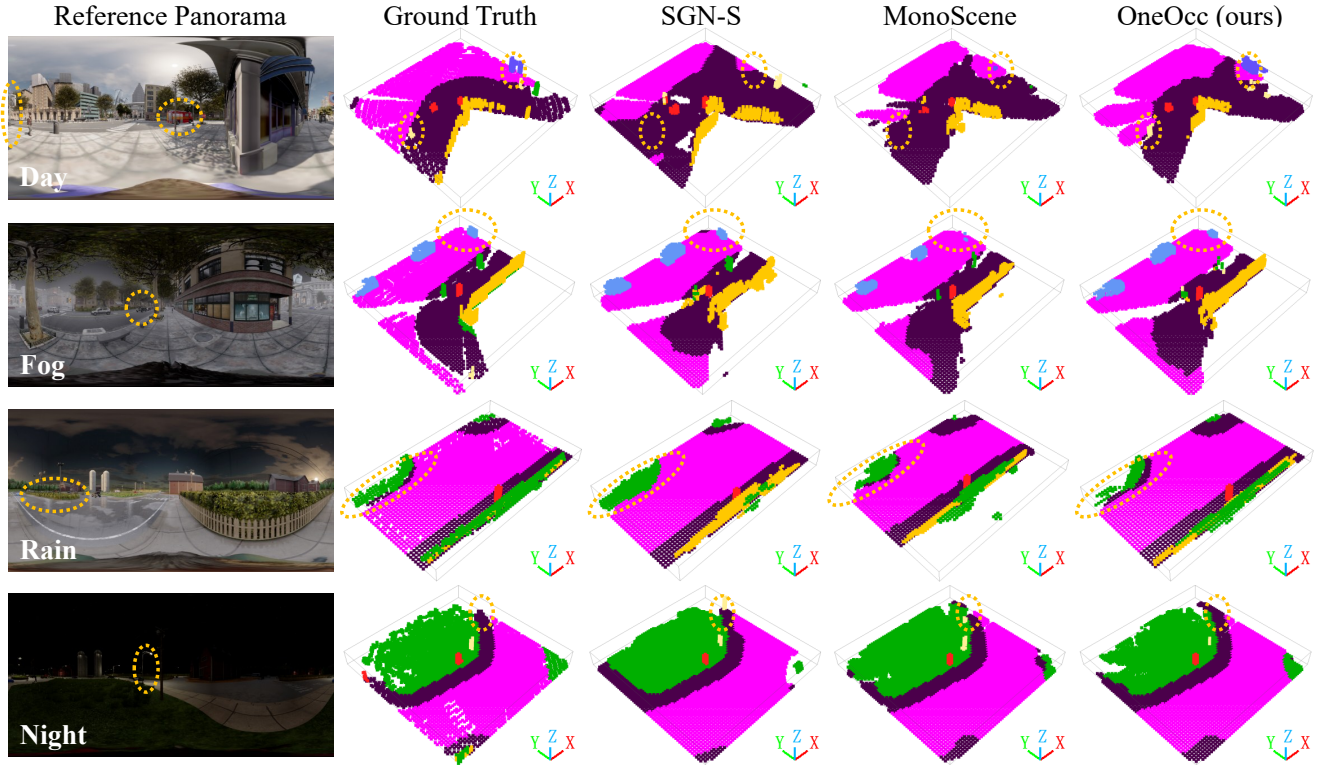 Reference Panorama Ground Truth SGN-S MonoScene OneOcc (ours)
Day
Y Z X Y Z X Y Z X Y Z X
Fog
Y Z X Y Z X Y Z X Y Z X
Rain
Y Z X Y Z X Y Z X Y Z X
Night
Y Z X Y Z X Y Z X Y Z X